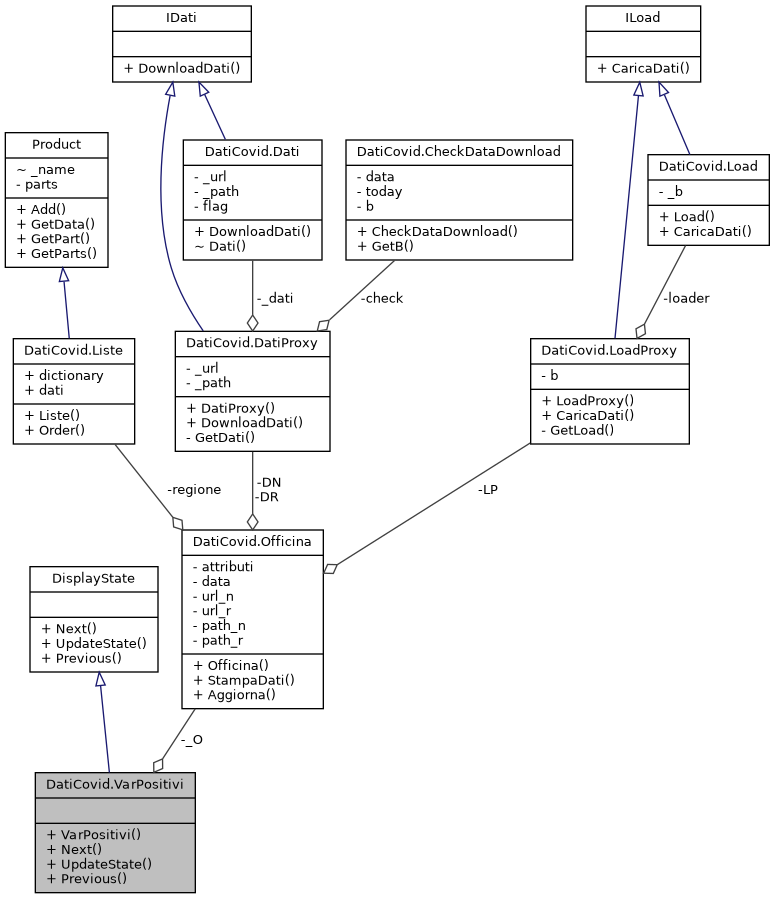 IDati
+ DownloadDati()
ILoad
+ CaricaDati()
Product
~ _name
- parts
+ Add()
+ GetData()
+ GetPart()
+ GetParts()
DatiCovid.Dati
- _url
- _path
- flag
+ DownloadDati()
~ Dati()
DatiCovid.CheckDataDownload
- data
- today
- b
+ CheckDataDownload()
+ GetB()
DatiCovid.Load
- _b
+ Load()
+ CaricaDati()
-_dati
-check
-loader
DatiCovid.Liste
+ dictionary
+ dati
+ Liste()
+ Order()
DatiCovid.DatiProxy
- _url
- _path
+ DatiProxy()
+ DownloadDati()
- GetDati()
DatiCovid.LoadProxy
- b
+ LoadProxy()
+ CaricaDati()
- GetLoad()
-regione
-DN
-DR
-LP
DisplayState
+ Next()
+ UpdateState()
+ Previous()
DatiCovid.Officina
- attributi
- data
- url_n
- url_r
- path_n
- path_r
+ Officina()
+ StampaDati()
+ Aggiorna()
-_O
DatiCovid.VarPositivi
+ VarPositivi()
+ Next()
+ UpdateState()
+ Previous()